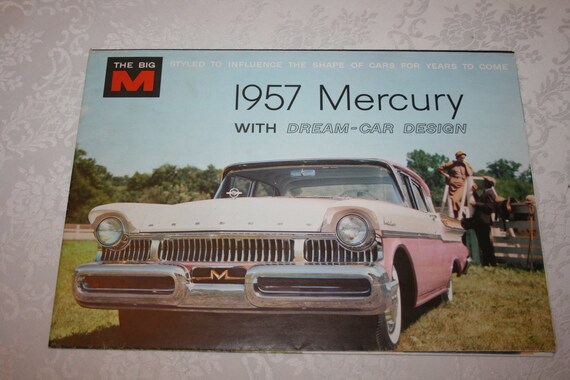 THE BIG
M
STYLED TO INFLUENCE THE SHAPE OF CARS FOR YEARS TO COME
1957 Mercury
WITH DREAM-CAR DESIGN
MERCURY
M